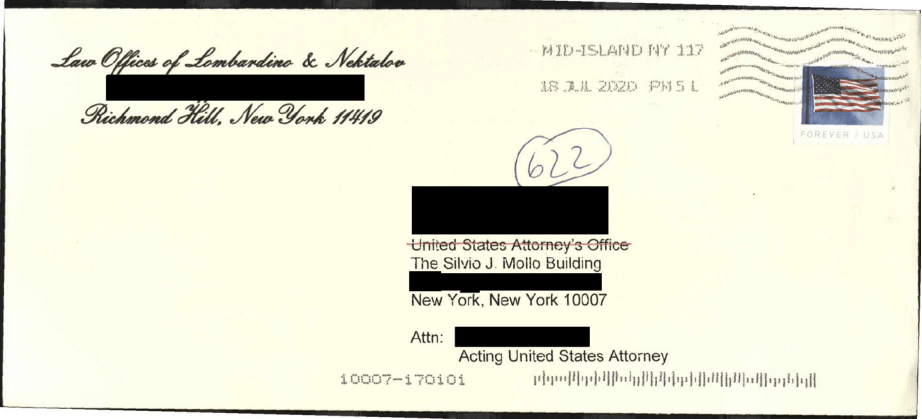 Law Offices of Lombardino & Nektalov
Richmond Hill, New York 11419
MID-ISLAND NY 117
18 JUL 2020 PM 5 L
FOREVER / USA
622
United States Attorney's Office
The Silvio J. Mollo Building
New York, New York 10007
Attn:
Acting United States Attorney
10007-170101